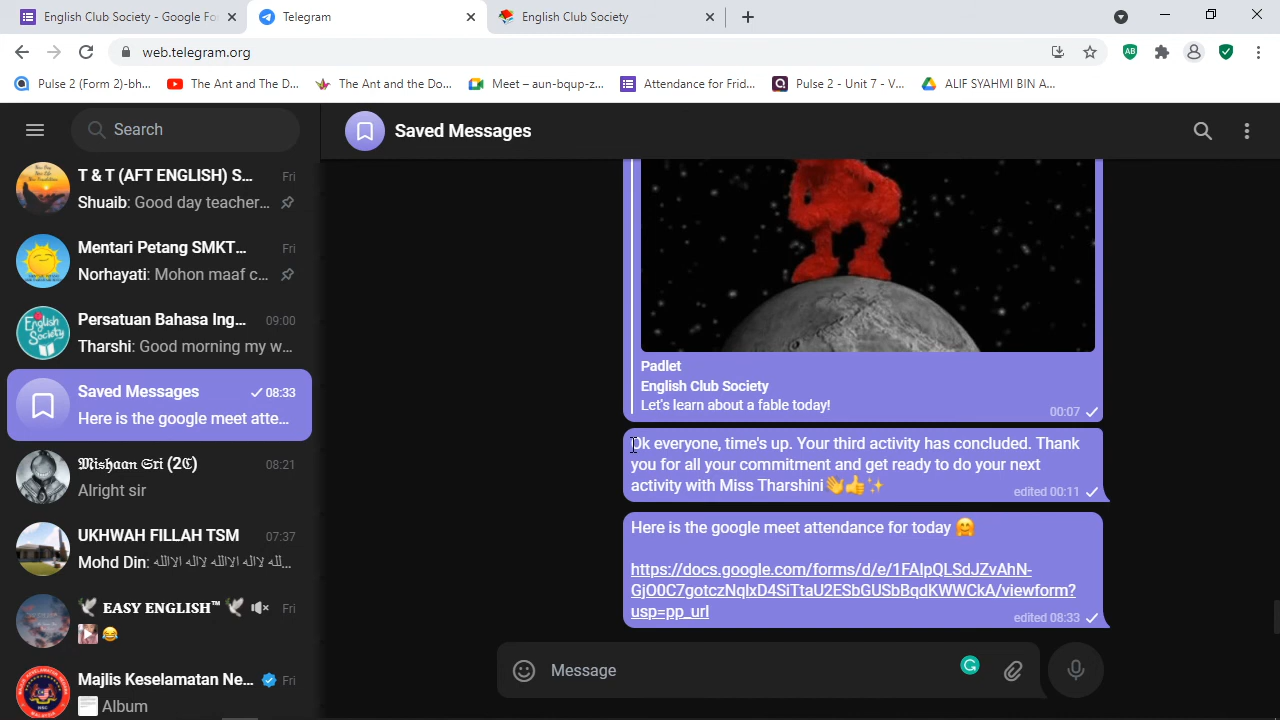 English Club Society - Google Fo
Telegram
English Club Society
web.telegram.org
Pulse 2 (Form 2)-bh...
The Ant and The D...
The Ant and the Do...
Meet – aun-bqup-z...
Attendance for Frid...
Pulse 2 - Unit 7 - V...
ALIF SYAHMI BIN A...
Search
Saved Messages
T & T (AFT ENGLISH) S... Fri
Shuaib: Good day teacher...
Mentari Petang SMKT... Fri
Norhayati: Mohon maaf c...
English Society
Persatuan Bahasa Ing... 09:00
Tharshi: Good morning my w...
Saved Messages 08:33
Here is the google meet atte...
𝕸𝖎𝖘𝖍𝖆𝖆𝖓 𝕾𝖗𝖎 (2𝕮) 08:21
Alright sir
UKHWAH FILLAH TSM 07:37
Mohd Din: لله لاإله الاالله لااله الاالله...
🕊 EASY ENGLISH™ 🕊 Fri
😂
Majlis Keselamatan Ne... Fri
Album
Padlet
English Club Society
Let's learn about a fable today!
00:07
Ok everyone, time's up. Your third activity has concluded. Thank
you for all your commitment and get ready to do your next
activity with Miss Tharshini👋👍✨
edited 00:11
Here is the google meet attendance for today 🤗
https://docs.google.com/forms/d/e/1FAIpQLSdJZvAhN-
GjO0C7gotczNqlxD4SiTtaU2ESbGUSbBqdKWWCkA/viewform?
usp=pp_url
edited 08:33
Message